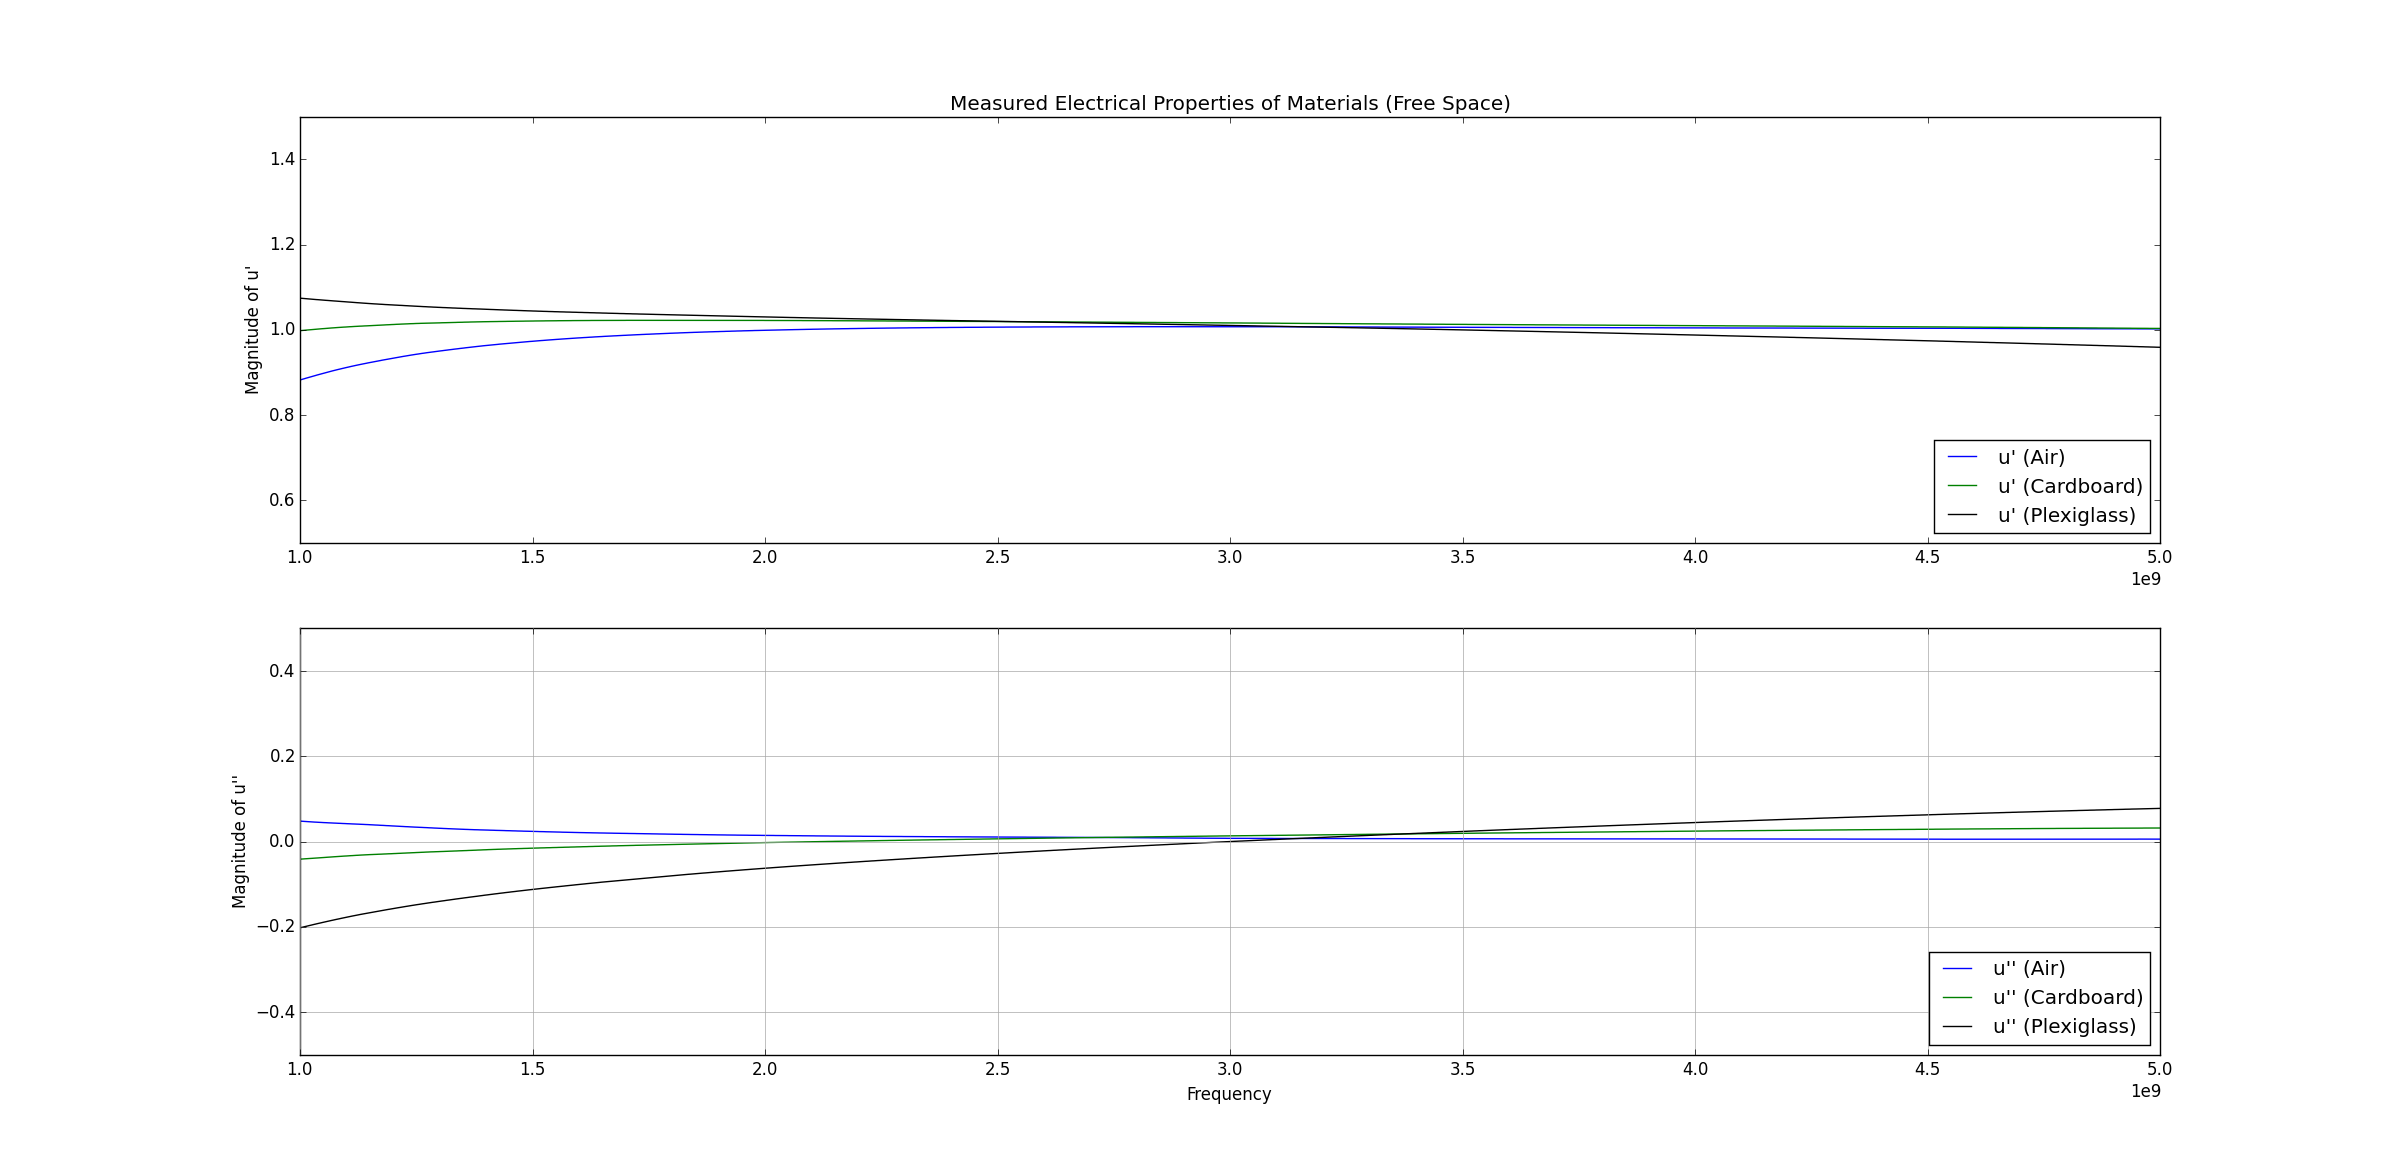 Measured Electrical Properties of Materials (Free Space)
Magnitude of u'
1.4
1.2
1.0
0.8
0.6
u' (Air)
u' (Cardboard)
u' (Plexiglass)
1.0 1.5 2.0 2.5 3.0 3.5 4.0 4.5 5.0
1e9
Magnitude of u''
0.4
0.2
0.0
−0.2
−0.4
u'' (Air)
u'' (Cardboard)
u'' (Plexiglass)
1.0 1.5 2.0 2.5 3.0 3.5 4.0 4.5 5.0
1e9
Frequency